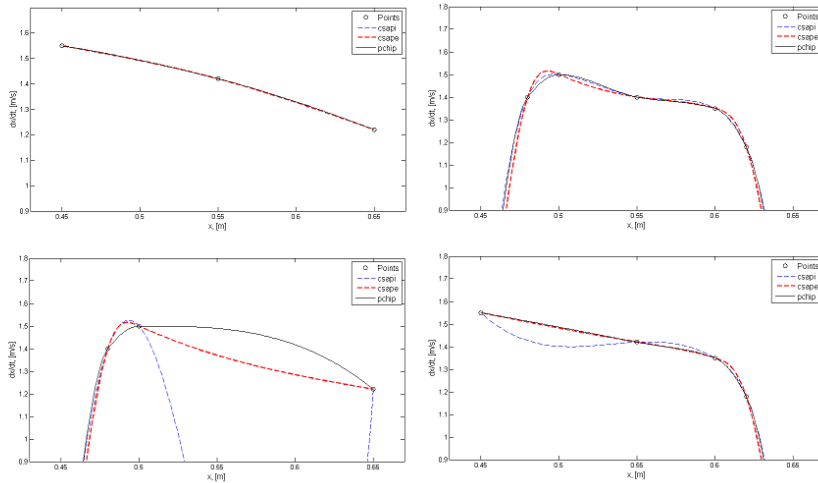 Points
csapi
csape
pchip
1.6
1.5
1.4
1.3
1.2
1.1
1
0.9
dx/dt, [m/s]
0.45
0.5
0.55
0.6
0.65
x, [m]
Points
csapi
csape
pchip
1.8
1.7
1.6
1.5
1.4
1.3
1.2
1.1
1
0.9
dx/dt, [m/s]
0.45
0.5
0.55
0.6
0.65
x, [m]
Points
csapi
csape
pchip
1.8
1.7
1.6
1.5
1.4
1.3
1.2
1.1
1
0.9
dx/dt, [m/s]
0.45
0.5
0.55
0.6
0.65
x, [m]
Points
csapi
csape
pchip
1.8
1.7
1.6
1.5
1.4
1.3
1.2
1.1
1
0.9
dx/dt, [m/s]
0.45
0.5
0.55
0.6
0.65
x, [m]